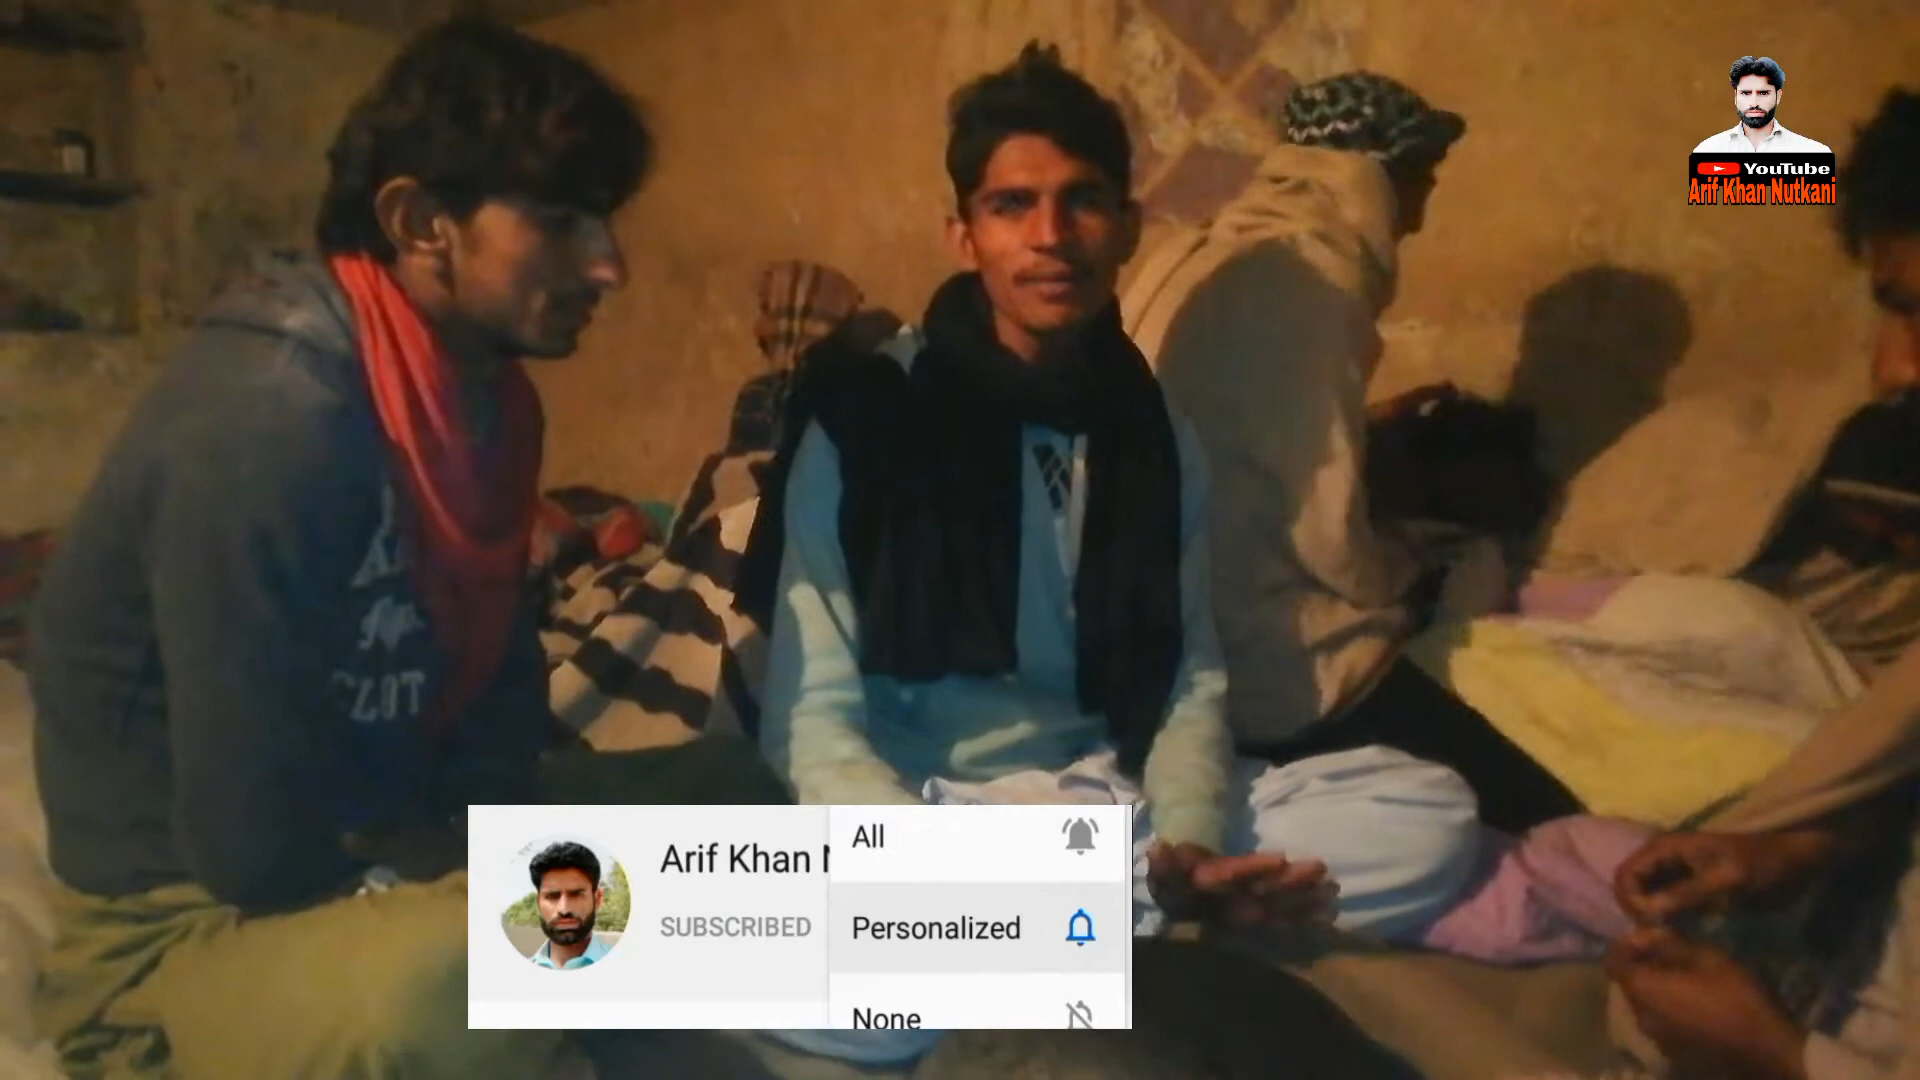 YouTube
Arif Khan Nutkani
Arif Khan
SUBSCRIBED
All
Personalized
None